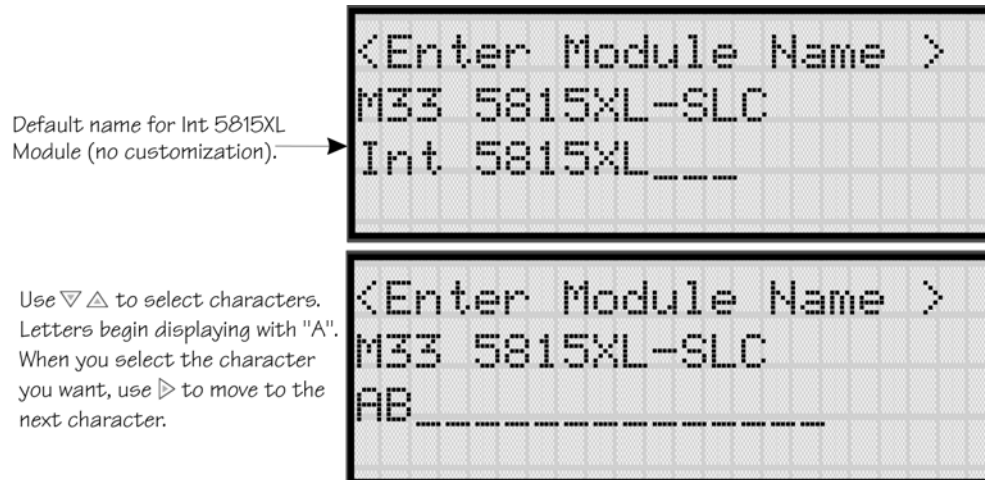 <Enter Module Name >
M33 5815XL-SLC
Default name for Int 5815XL
Module (no customization).
Int 5815XL___
<Enter Module Name >
M33 5815XL-SLC
Use ▽ △ to select characters.
Letters begin displaying with "A".
When you select the character
you want, use ▷ to move to the
next character.
AB______________